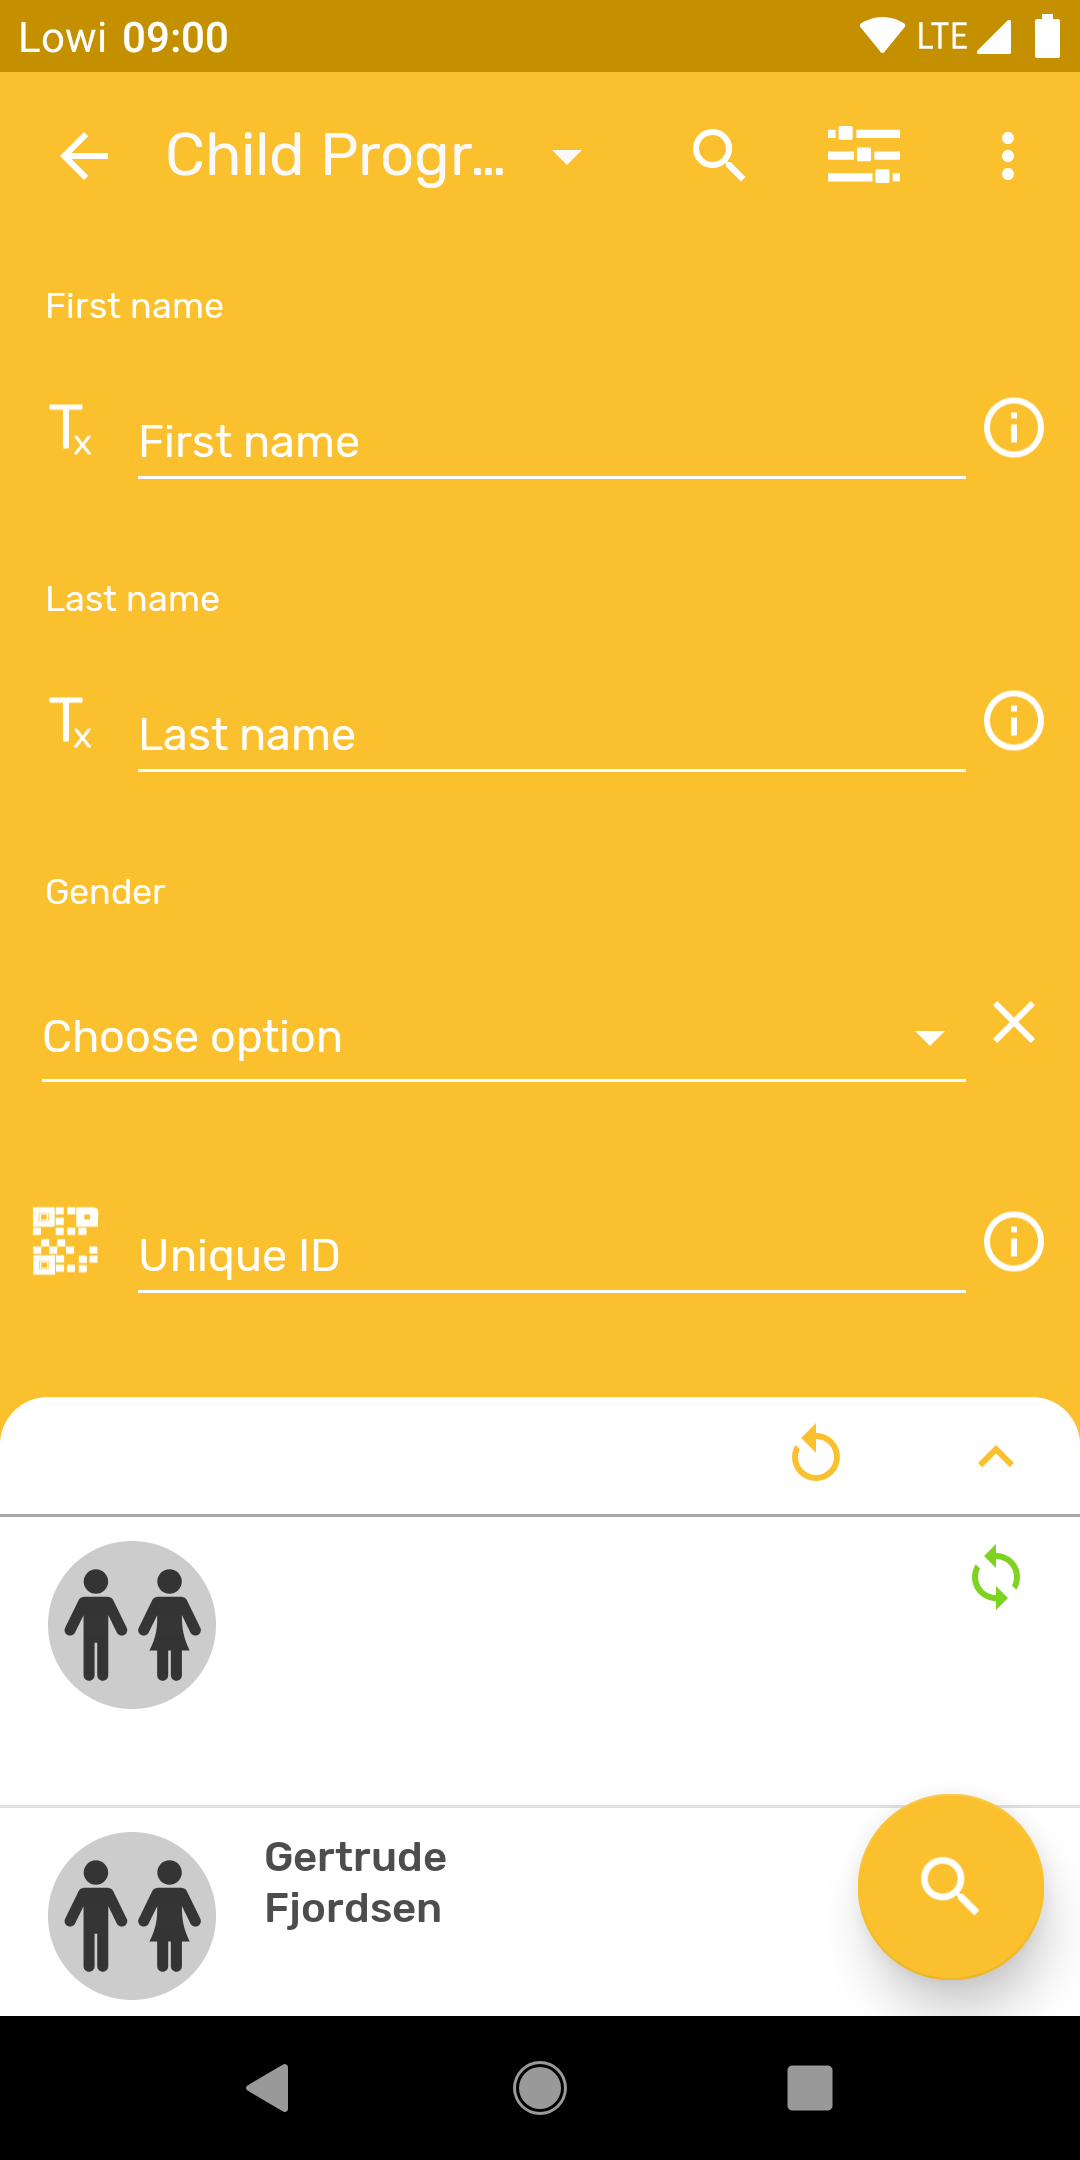 Lowi 09:00 LTE
Child Progr...
First name
First name
Last name
Last name
Gender
Choose option
Unique ID
Gertrude
Fjordsen